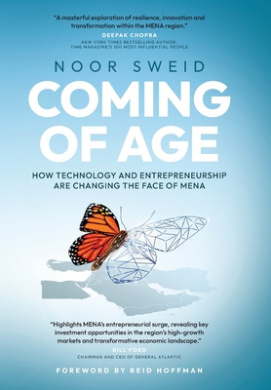 "A masterful exploration of resilience, innovation and
transformation within the MENA region."
DEEPAK CHOPRA
NEW YORK TIMES BESTSELLING AUTHOR,
TIME MAGAZINE'S 100 MOST INFLUENTIAL PEOPLE
NOOR SWEID
COMING
OF AGE
HOW TECHNOLOGY AND ENTREPRENEURSHIP
ARE CHANGING THE FACE OF MENA
"Highlights MENA's entrepreneurial surge, revealing key
investment opportunities in the region's high-growth
markets and transformative economic landscape."
BILL FORD
CHAIRMAN AND CEO OF GENERAL ATLANTIC
FOREWORD BY REID HOFFMAN